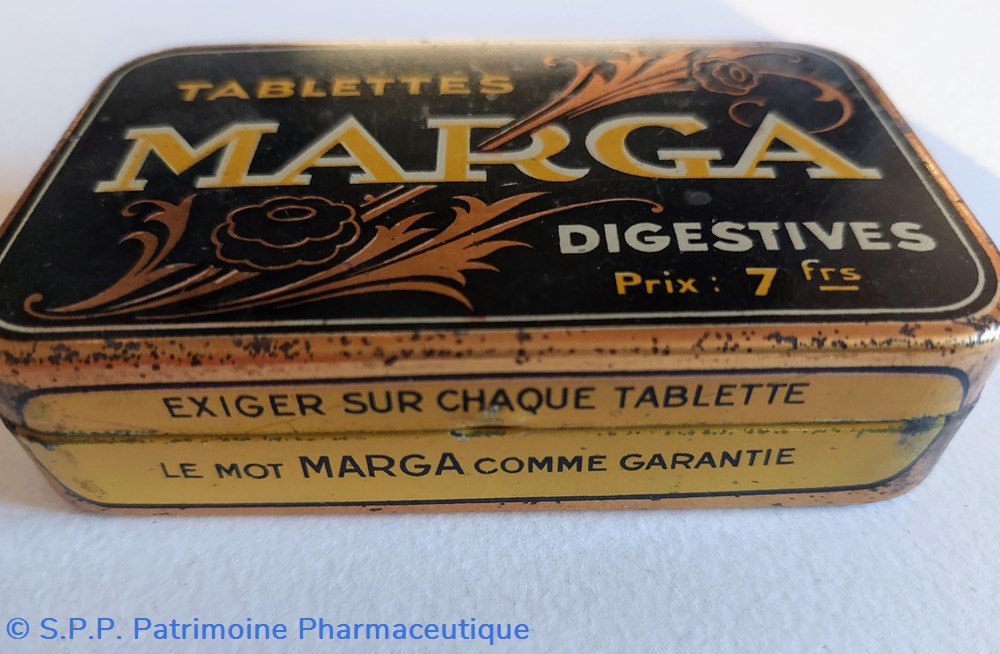 TABLETTES
MARGA
DIGESTIVES
Prix : 7 frs
EXIGER SUR CHAQUE TABLETTE
LE MOT MARGA COMME GARANTIE
© S.P.P. Patrimoine Pharmaceutique